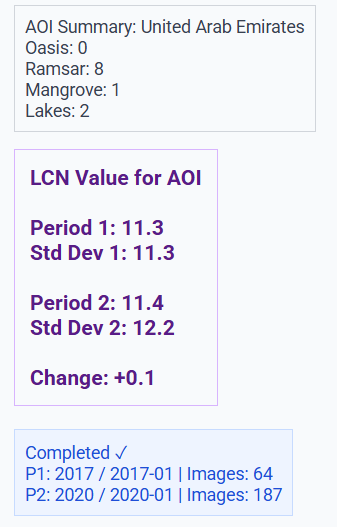 AOI Summary: United Arab Emirates
Oasis: 0
Ramsar: 8
Mangrove: 1
Lakes: 2
LCN Value for AOI
Period 1: 11.3
Std Dev 1: 11.3
Period 2: 11.4
Std Dev 2: 12.2
Change: +0.1
Completed ✓
P1: 2017 / 2017-01 | Images: 64
P2: 2020 / 2020-01 | Images: 187